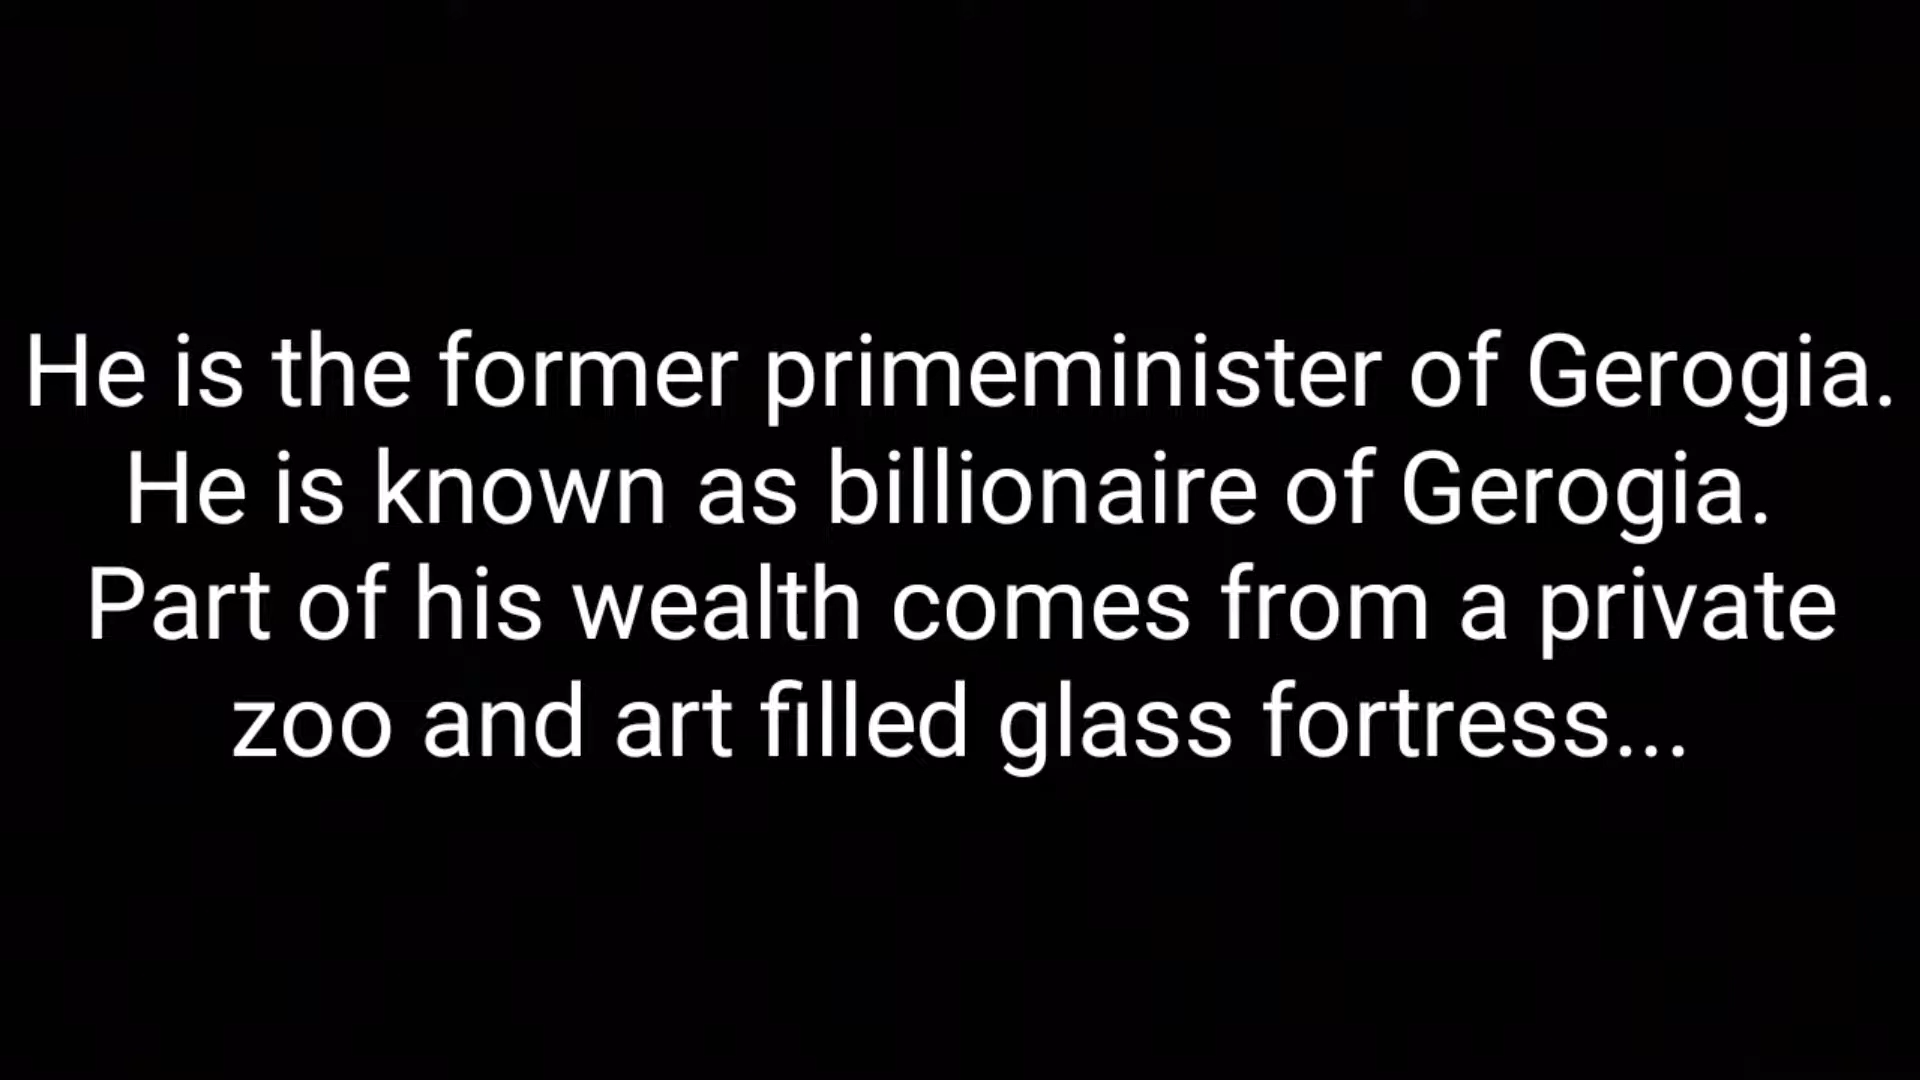 He is the former primeminister of Gerogia.
He is known as billionaire of Gerogia.
Part of his wealth comes from a private
zoo and art filled glass fortress...